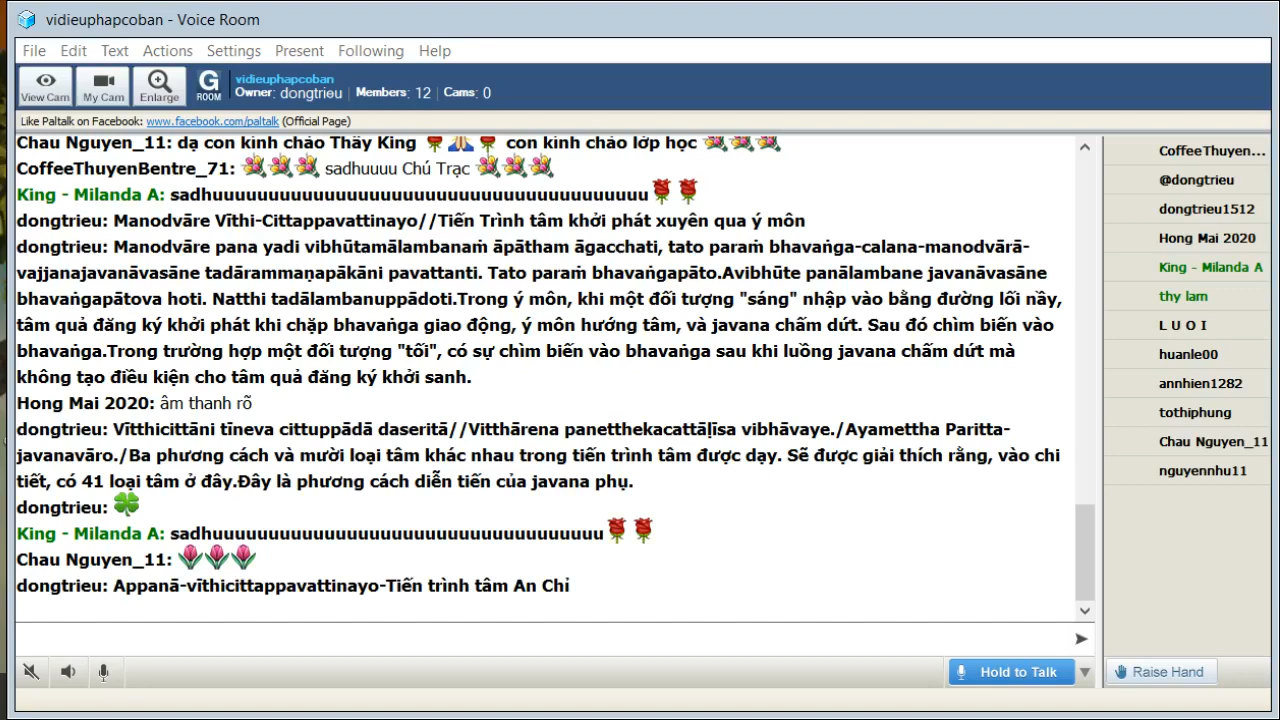 vidieuphapcoban - Voice Room
File Edit Text Actions Settings Present Following Help
View Cam My Cam Enlarge G ROOM
vidieuphapcoban
Owner: dongtrieu | Members: 12 | Cams: 0
Like Paltalk on Facebook: www.facebook.com/paltalk (Official Page)
Chau Nguyen_11: dạ con kinh chảo Thầy King con kinh chảo lớp học
CoffeeThuyenBentre_71: sadhuuuu Chú Trạc
King - Milanda A: sadhuuuuuuuuuuuuuuuuuuuuuuuuuuuuuuuuuuuuuuu
dongtrieu: Manodvāre Vīthi-Cittappavattinayo//Tiến Trình tâm khởi phát xuyên qua ý môn
dongtrieu: Manodvāre pana yadi vibhūtamālambanaṁ āpātham āgacchati, tato paraṁ bhavaṅga-calana-manodvārā-
vajjanajavanāvasāne tadārammaṇapākāni pavattanti. Tato paraṁ bhavaṅgapāto.Avibhūte panālambane javanāvasāne
bhavaṅgapātova hoti. Natthi tadālambanuppādoti.Trong ý môn, khi một đối tượng "sáng" nhập vào bằng đường lối nầy,
tâm quả đăng ký khởi phát khi chặp bhavaṅga giao động, ý môn hướng tâm, và javana chấm dứt. Sau đó chìm biến vào
bhavaṅga.Trong trường hợp một đối tượng "tối", có sự chìm biến vào bhavaṅga sau khi luồng javana chấm dứt mà
không tạo điều kiện cho tâm quả đăng ký khởi sanh.
Hong Mai 2020: âm thanh rõ
dongtrieu: Vītthicittāni tīneva cittuppādā daseritā//Vitthārena panetthekacattāḷīsa vibhāvaye./Ayamettha Paritta-
javanavāro./Ba phương cách và mười loại tâm khác nhau trong tiến trình tâm được dạy. Sẽ được giải thích rằng, vào chi
tiết, có 41 loại tâm ở đây.Đây là phương cách diễn tiến của javana phụ.
dongtrieu:
King - Milanda A: sadhuuuuuuuuuuuuuuuuuuuuuuuuuuuuuuuuuuu
Chau Nguyen_11:
dongtrieu: Appanā-vīthicittappavattinayo-Tiến trình tâm An Chỉ
Hold to Talk
CoffeeThuyen...
@dongtrieu
dongtrieu1512
Hong Mai 2020
King - Milanda A
thy lam
L U O I
huanle00
annhien1282
tothiphung
Chau Nguyen_11
nguyennhu11
Raise Hand